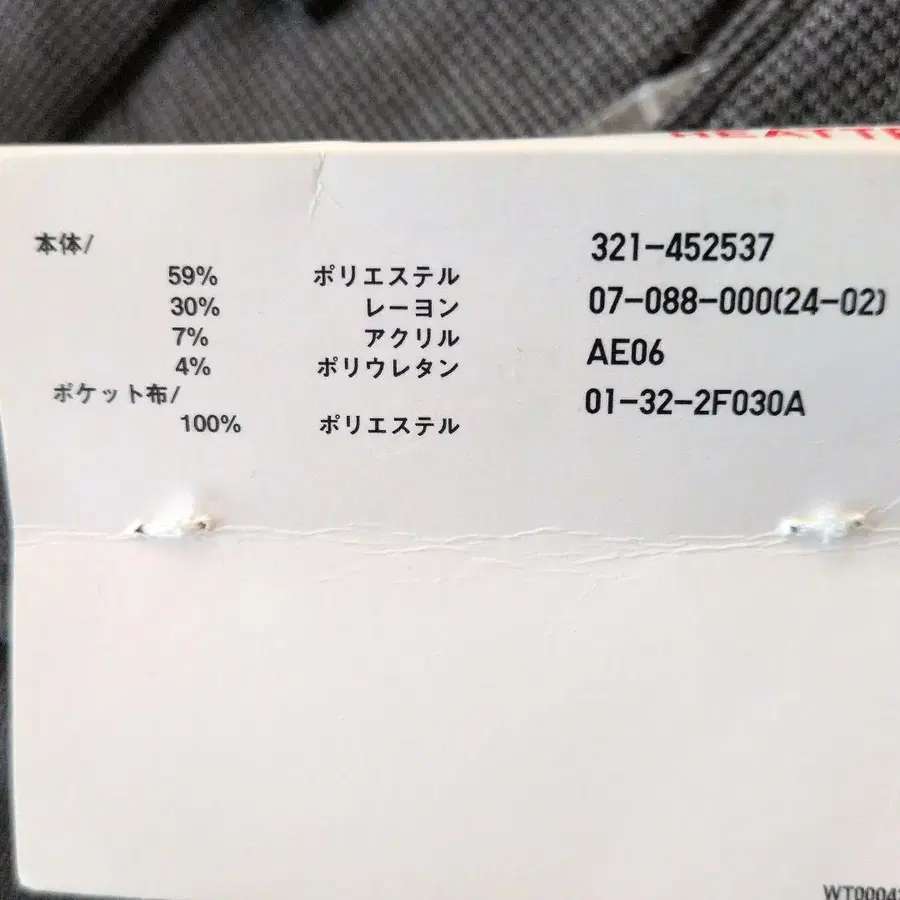 本体/
59% ポリエステル
30% レーヨン
7% アクリル
4% ポリウレタン
ポケット布/
100% ポリエステル
321-452537
07-088-000(24-02)
AE06
01-32-2F030A